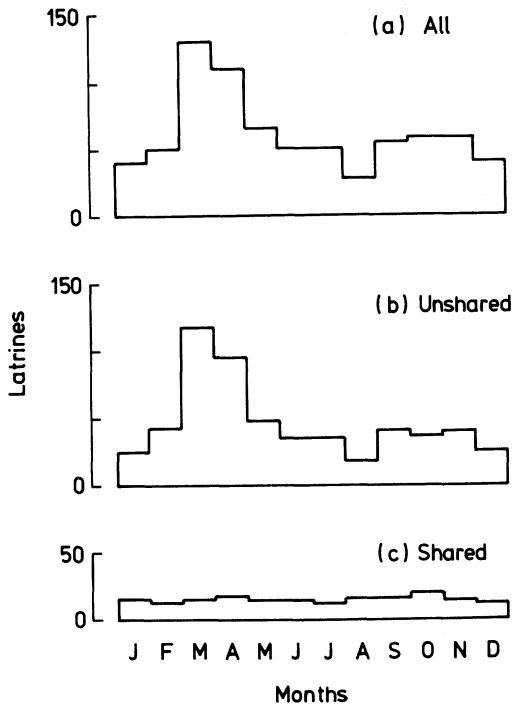 150
(a) All
0
150
(b) Unshared
Latrines
0
50
(c) Shared
0
J F M A M J J A S O N D
Months